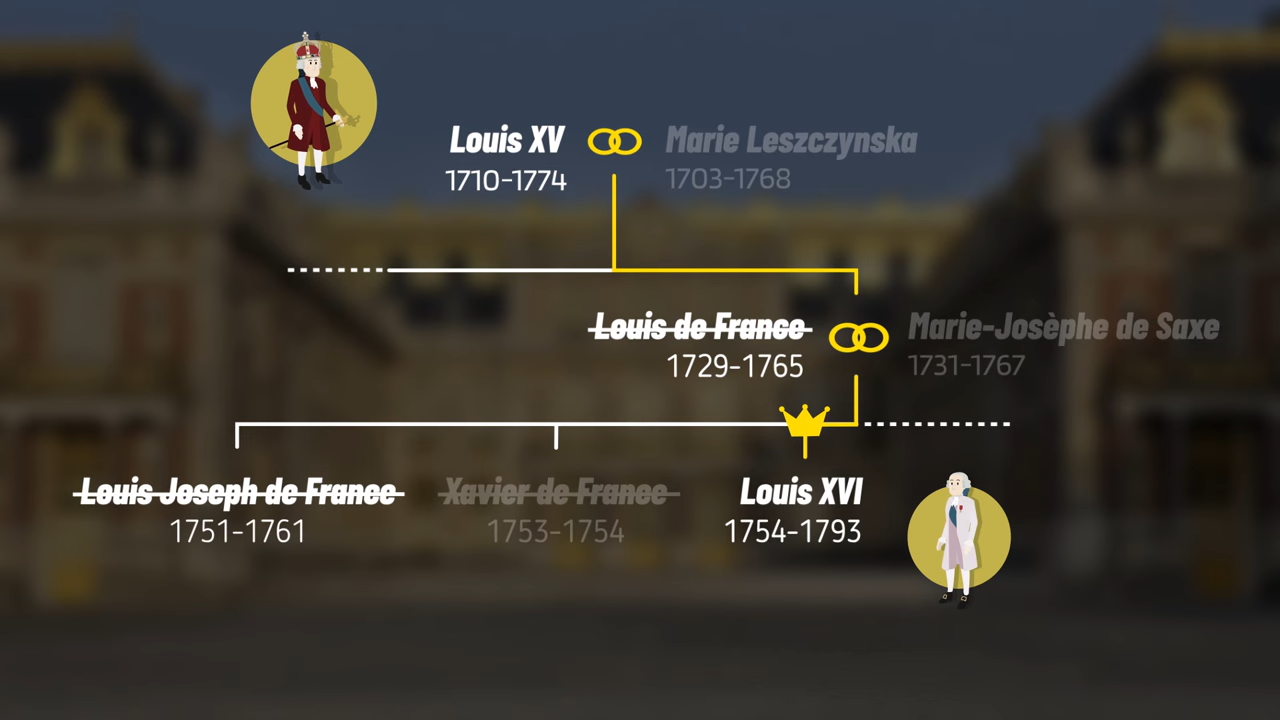 Louis XV
1710-1774
Marie Leszczynska
1703-1768
Louis de France
1729-1765
Marie-Josèphe de Saxe
1731-1767
Louis Joseph de France
1751-1761
Xavier de France
1753-1754
Louis XVI
1754-1793